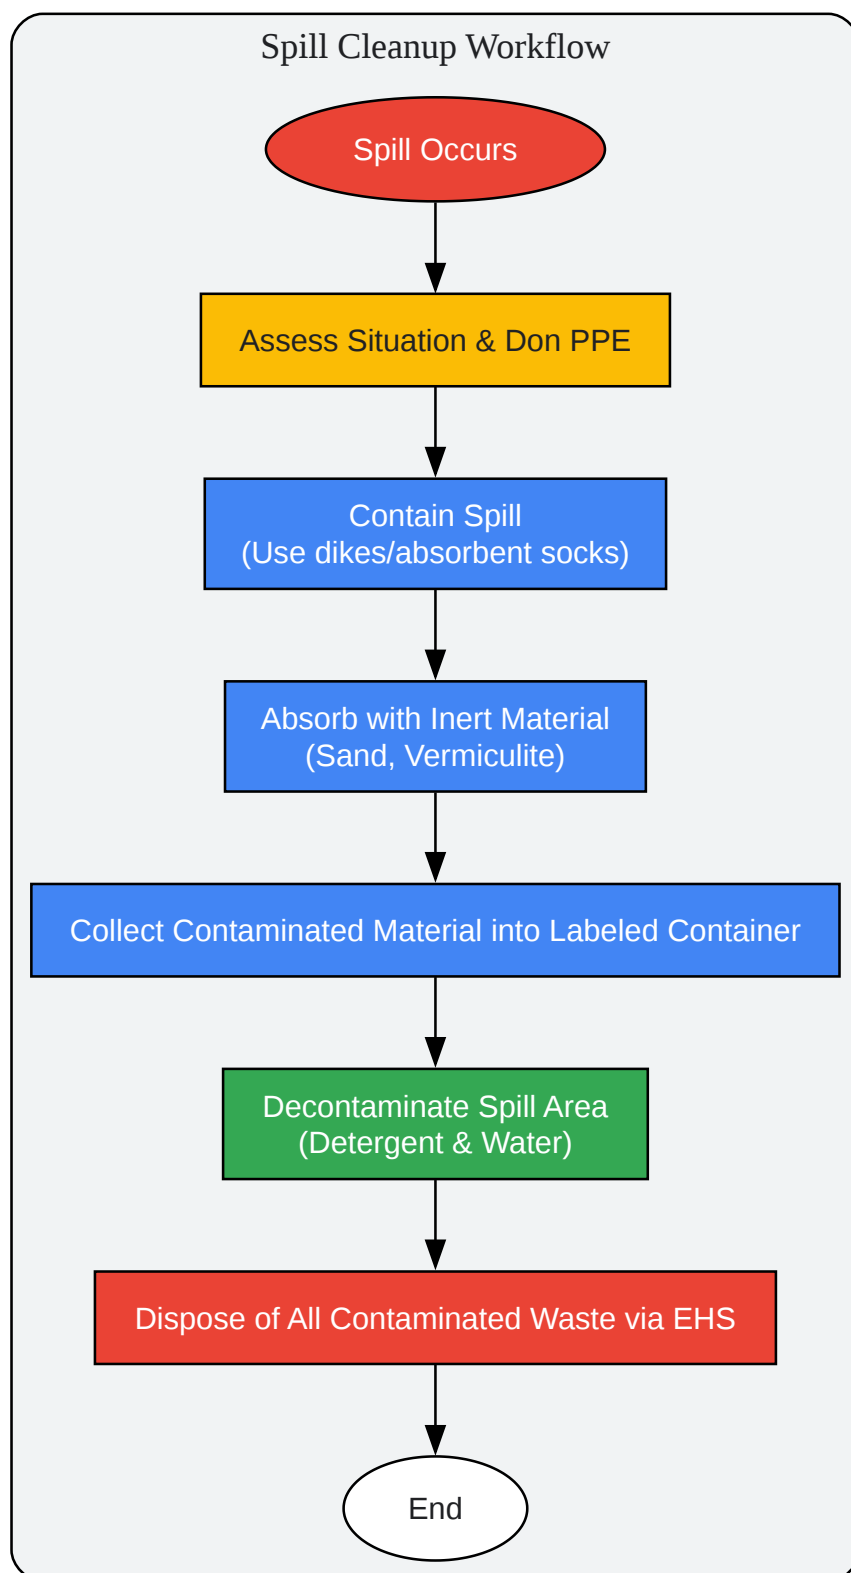 Spill Cleanup Workflow
Spill Occurs
Assess Situation & Don PPE
Contain Spill
(Use dikes/absorbent socks)
Absorb with Inert Material
(Sand, Vermiculite)
Collect Contaminated Material into Labeled Container
Decontaminate Spill Area
(Detergent & Water)
Dispose of All Contaminated Waste via EHS
End